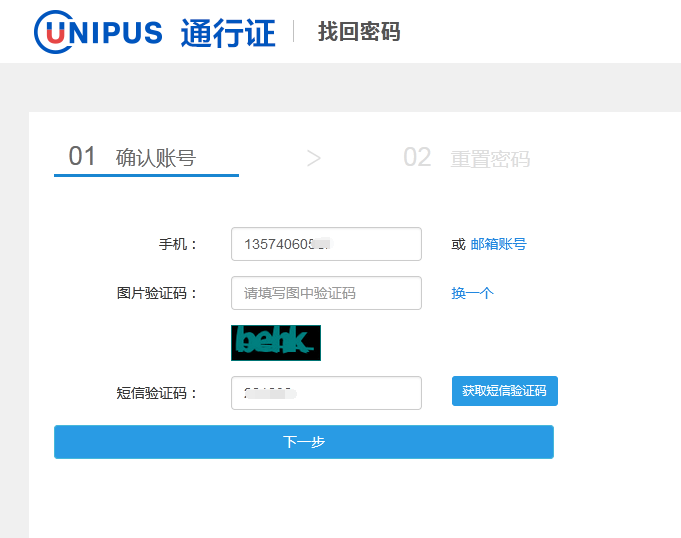 UNIPUS 通行证 找回密码
01 确认账号 > 02 重置密码
手机： 135740605 或 邮箱账号
图片验证码： 请填写图中验证码 换一个
behk
短信验证码： 获取短信验证码
下一步